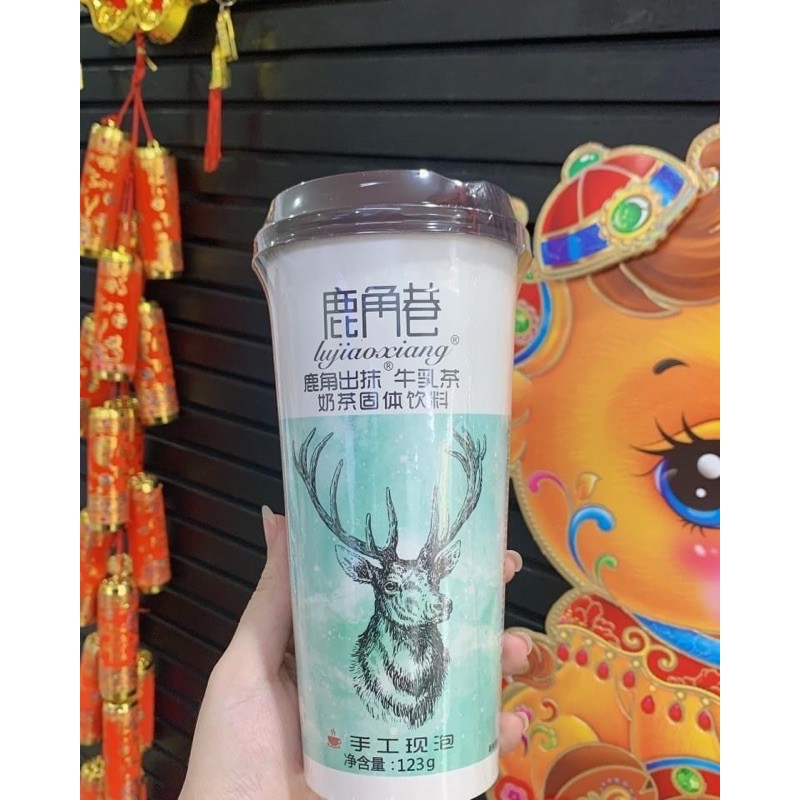 鹿角巷®
lujiaoxiang
鹿角出抹® 牛乳茶
奶茶固体饮料
手工现泡
净含量:123g